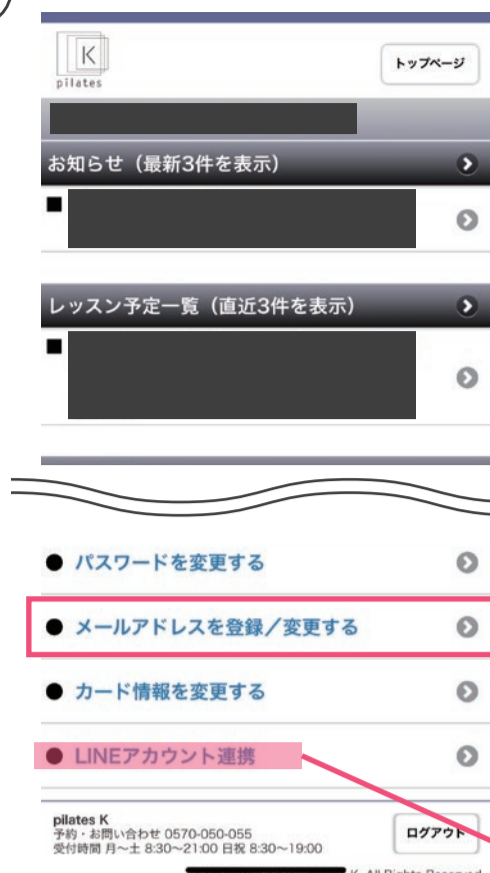 K
pilates
トップページ
お知らせ（最新3件を表示）
レッスン予定一覧（直近3件を表示）
パスワードを変更する
メールアドレスを登録／変更する
カード情報を変更する
LINEアカウント連携
pilates K
予約・お問い合わせ 0570-050-055
受付時間 月～土 8:30～21:00 日祝 8:30～19:00
ログアウト
K. All Rights Reserved